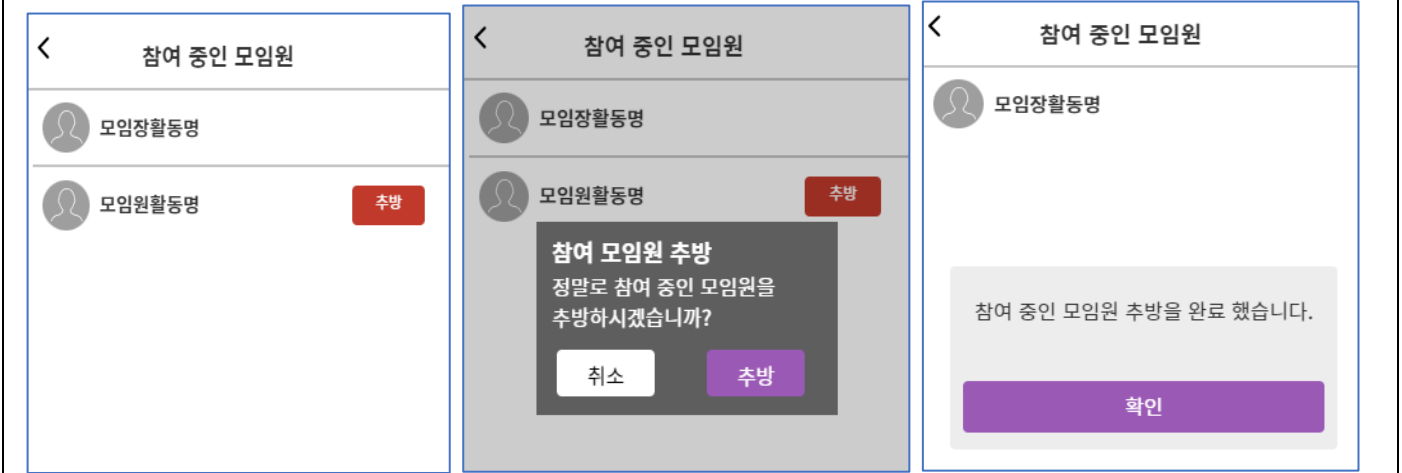 참여 중인 모임원
모임장활동명
모임원활동명
추방
참여 중인 모임원
모임장활동명
모임원활동명
추방
참여 모임원 추방
정말로 참여 중인 모임원을
추방하시겠습니까?
취소
추방
참여 중인 모임원
모임장활동명
참여 중인 모임원 추방을 완료 했습니다.
확인